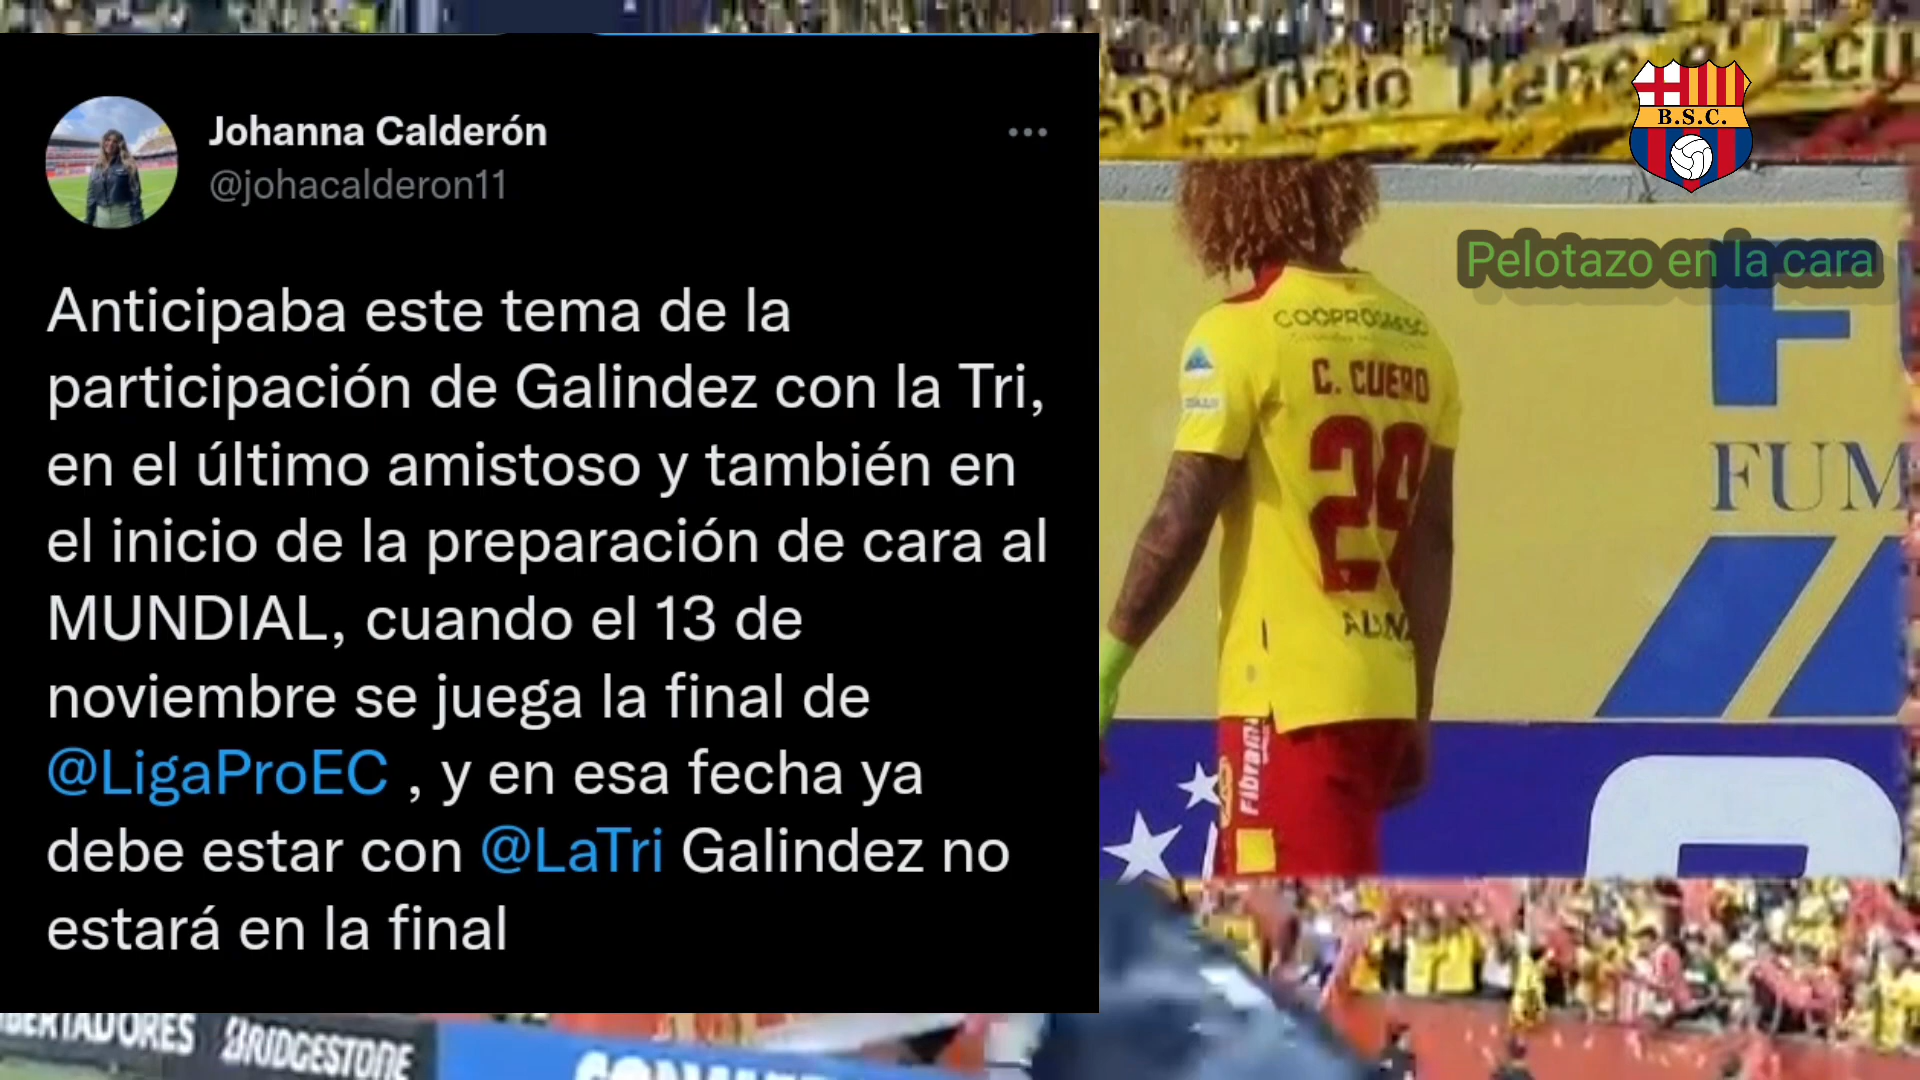 Johanna Calderón
@johacalderon11
Anticipaba este tema de la
participación de Galindez con la Tri,
en el último amistoso y también en
el inicio de la preparación de cara al
MUNDIAL, cuando el 13 de
noviembre se juega la final de
@LigaProEC , y en esa fecha ya
debe estar con @LaTri Galindez no
estará en la final
B.S.C.
Pelotazo en la cara
COOPROGRESO
C. CUERO
29
FUM
Fibram
BRIDGESTONE